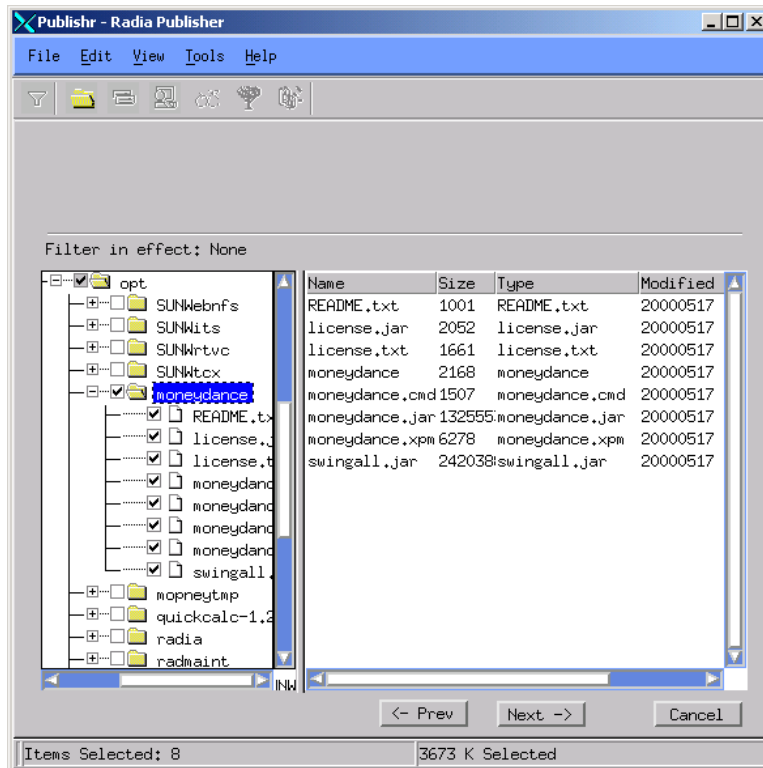 Publishr - Radia Publisher
File Edit View Tools Help
Filter in effect: None
opt
SUNWebnfs
SUNWits
SUNWrtvc
SUNWtcx
moneydance
README.tx
license.j
license.t
moneydanc
moneydanc
moneydanc
moneydanc
swingall.
mopneytmp
quickcalc-1.2
radia
radmaint
INW
Name Size Type Modified
README.txt 1001 README.txt 20000517
license.jar 2052 license.jar 20000517
license.txt 1661 license.txt 20000517
moneydance 2168 moneydance 20000517
moneydance.cmd 1507 moneydance.cmd 20000517
moneydance.jar 132555 moneydance.jar 20000517
moneydance.xpm 6278 moneydance.xpm 20000517
swingall.jar 242038 swingall.jar 20000517
<- Prev Next -> Cancel
Items Selected: 8 3673 K Selected